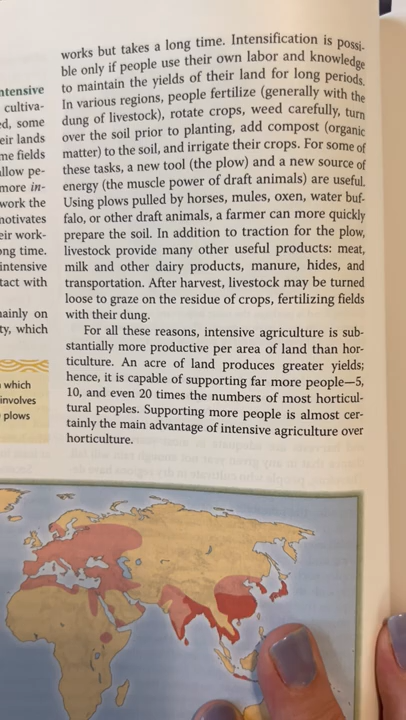 ntensive
cultiva-
ed, some
eir lands
me fields
llow pe-
more in-
work the
notivates
eir work-
ong time.
intensive
tact with
ainly on
ty, which
which
involves
plows
works but takes a long time. Intensification is possi-
ble only if people use their own labor and knowledge
to maintain the yields of their land for long periods.
In various regions, people fertilize (generally with the
dung of livestock), rotate crops, weed carefully, turn
over the soil prior to planting, add compost (organic
matter) to the soil, and irrigate their crops. For some of
these tasks, a new tool (the plow) and a new source of
energy (the muscle power of draft animals) are useful.
Using plows pulled by horses, mules, oxen, water buf-
falo, or other draft animals, a farmer can more quickly
prepare the soil. In addition to traction for the plow,
livestock provide many other useful products: meat,
milk and other dairy products, manure, hides, and
transportation. After harvest, livestock may be turned
loose to graze on the residue of crops, fertilizing fields
with their dung.
For all these reasons, intensive agriculture is sub-
stantially more productive per area of land than hor-
ticulture. An acre of land produces greater yields;
hence, it is capable of supporting far more people—5,
10, and even 20 times the numbers of most horticul-
tural peoples. Supporting more people is almost cer-
tainly the main advantage of intensive agriculture over
horticulture.